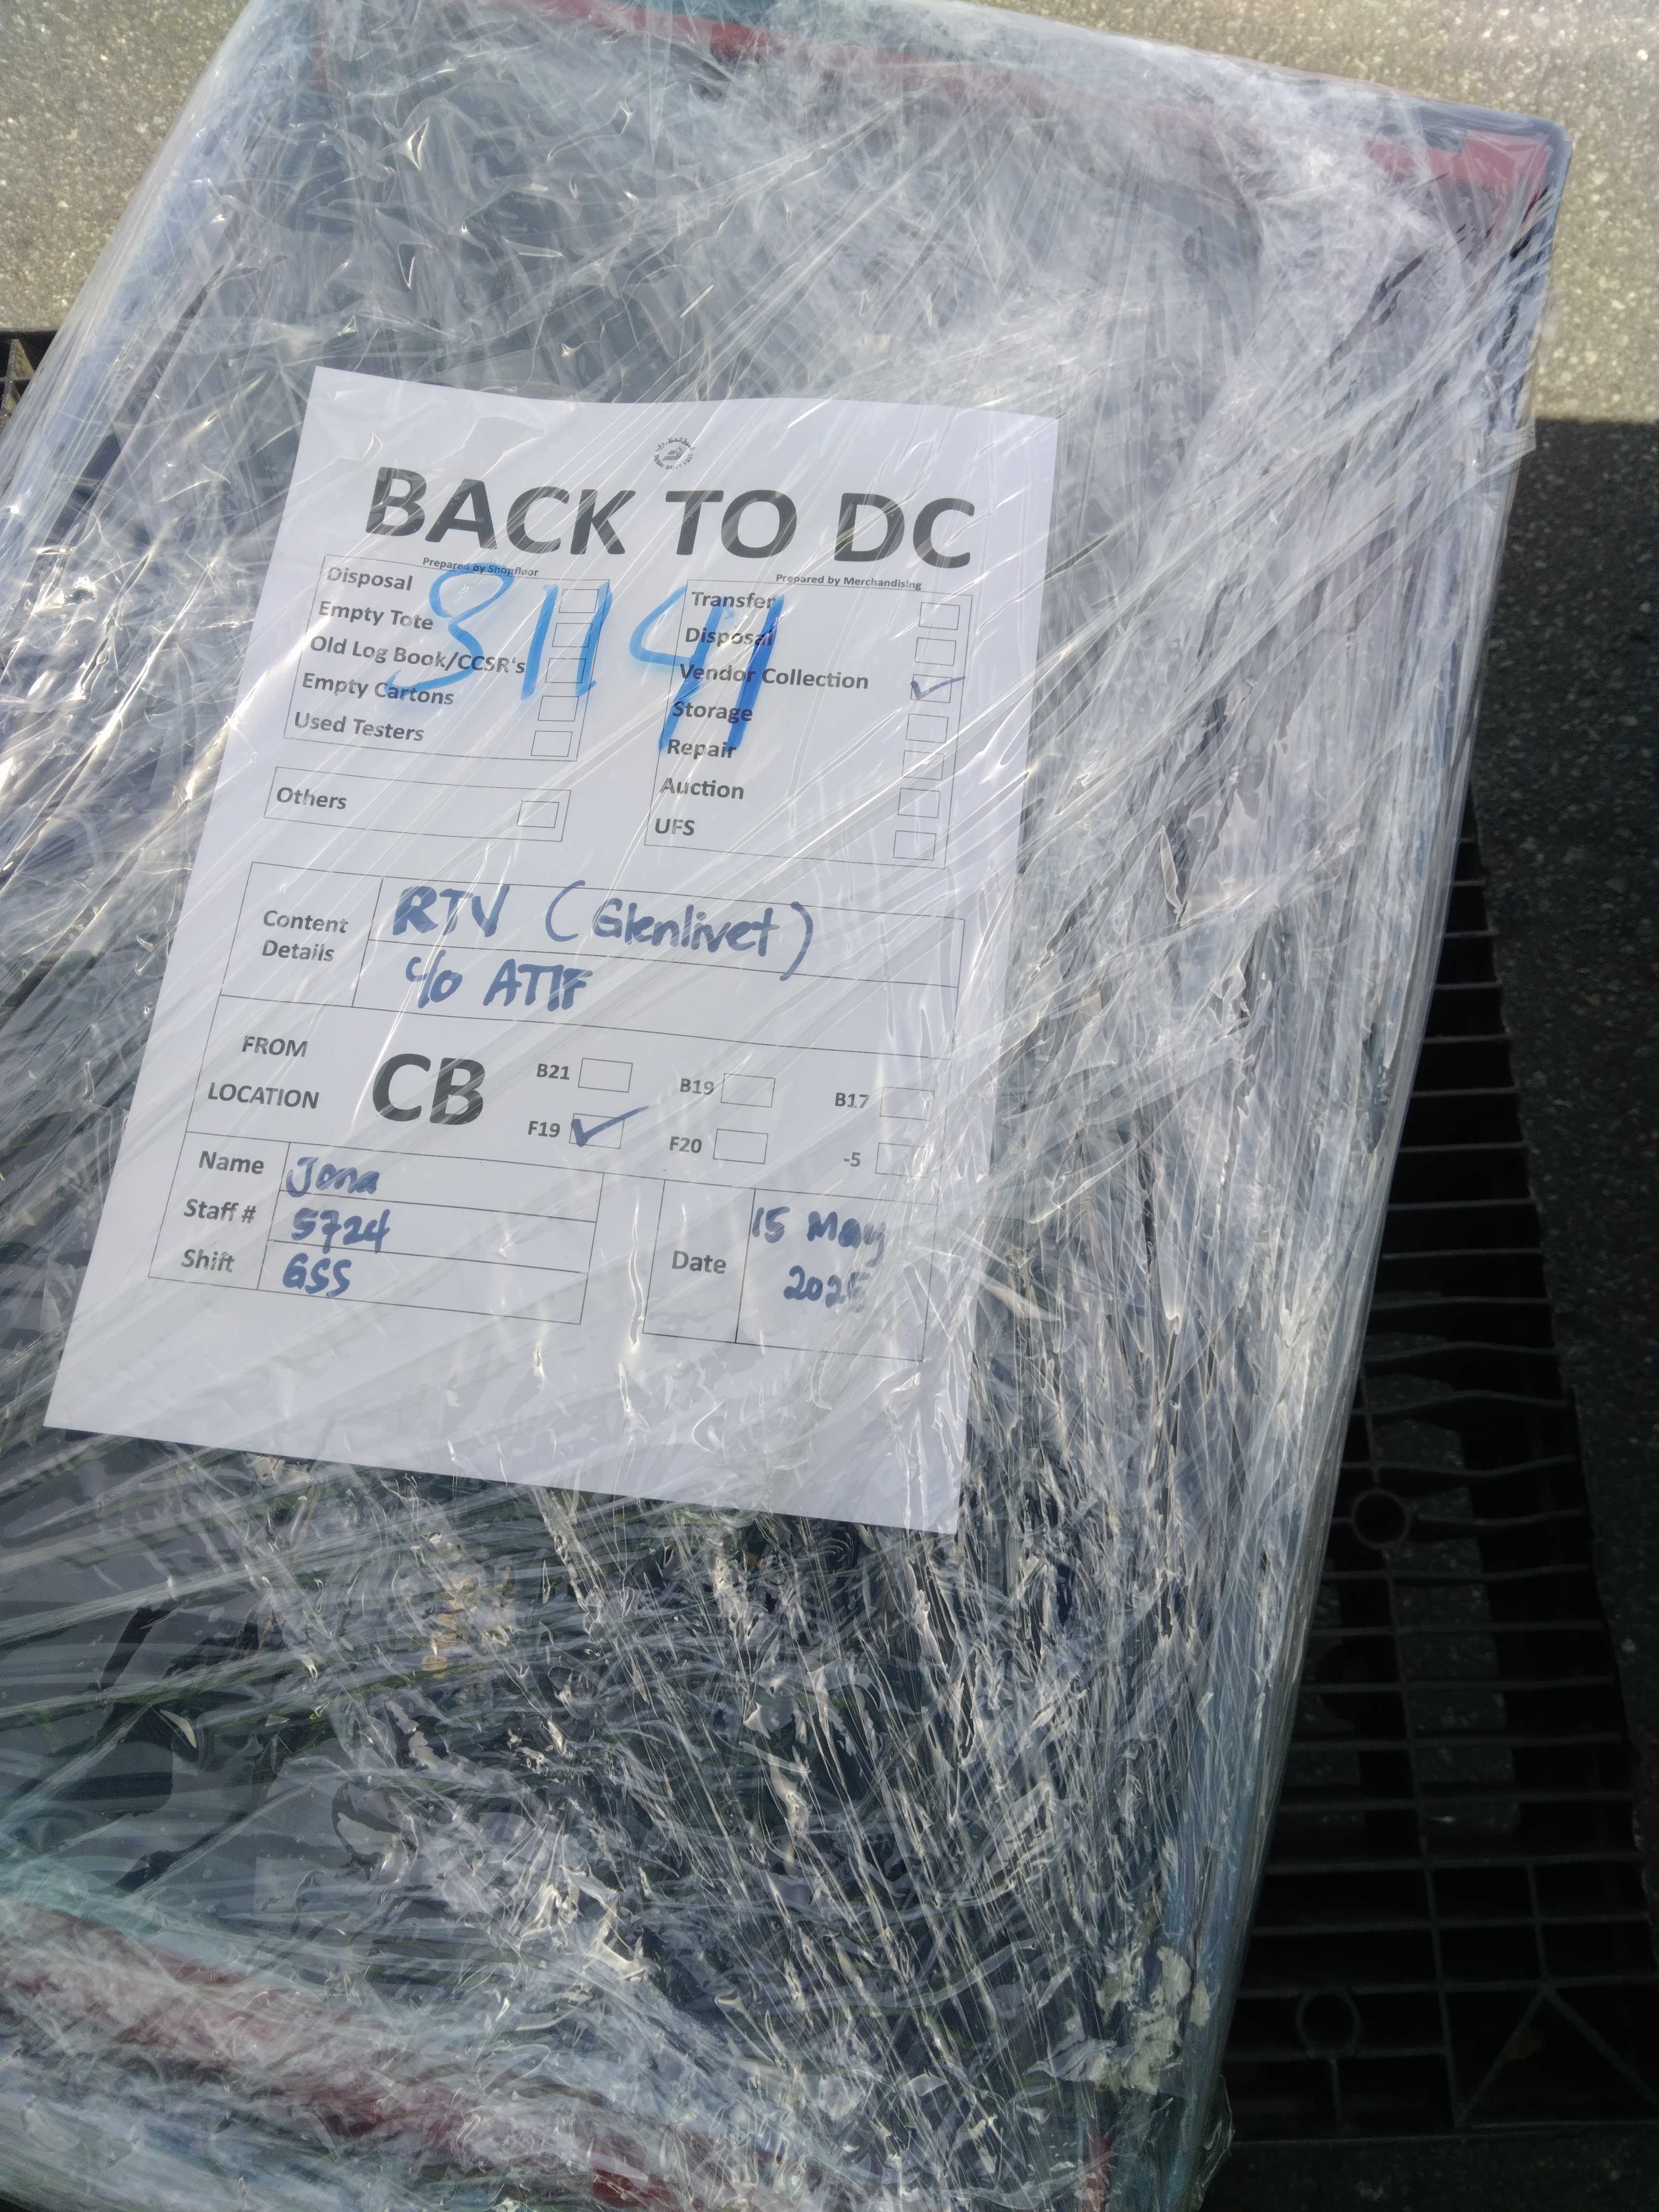 BACK TO DC
Prepared by Shopfloor
Disposal
Empty Tote
Old Log Book/CCSR's
Empty Cartons
Used Testers
Others
Prepared by Merchandising
Transfer
Disposal
Vendor Collection
Storage
Repair
Auction
UFS
Content Details
RTV (Glenlivet)
c/o ATIF
FROM
LOCATION
CB
B21 B19 B17
F19 F20 -5
Name Jona
Staff # 5724
Shift GSS
Date 15 May
2025